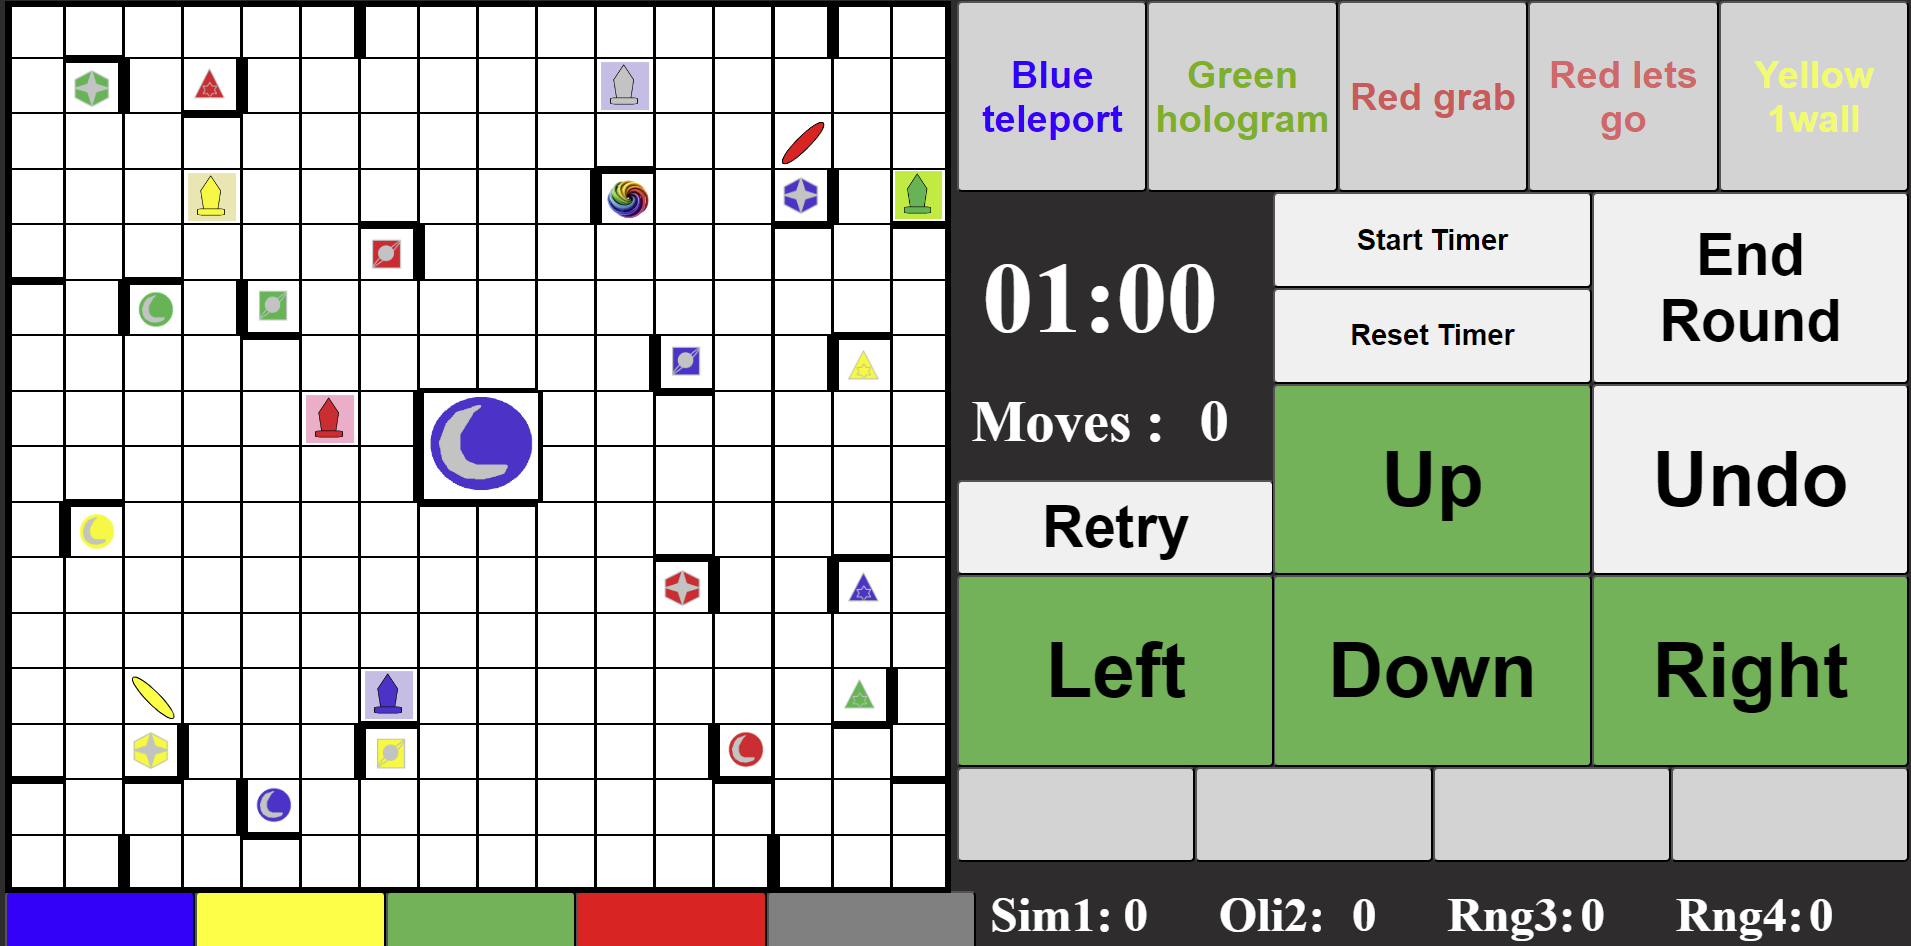 Blue
teleport
Green
hologram
Red grab
Red lets
go
Yellow
1wall
01:00
Start Timer
Reset Timer
End
Round
Moves : 0
Retry
Up
Undo
Left
Down
Right
Sim1: 0
Oli2: 0
Rng3:0
Rng4:0